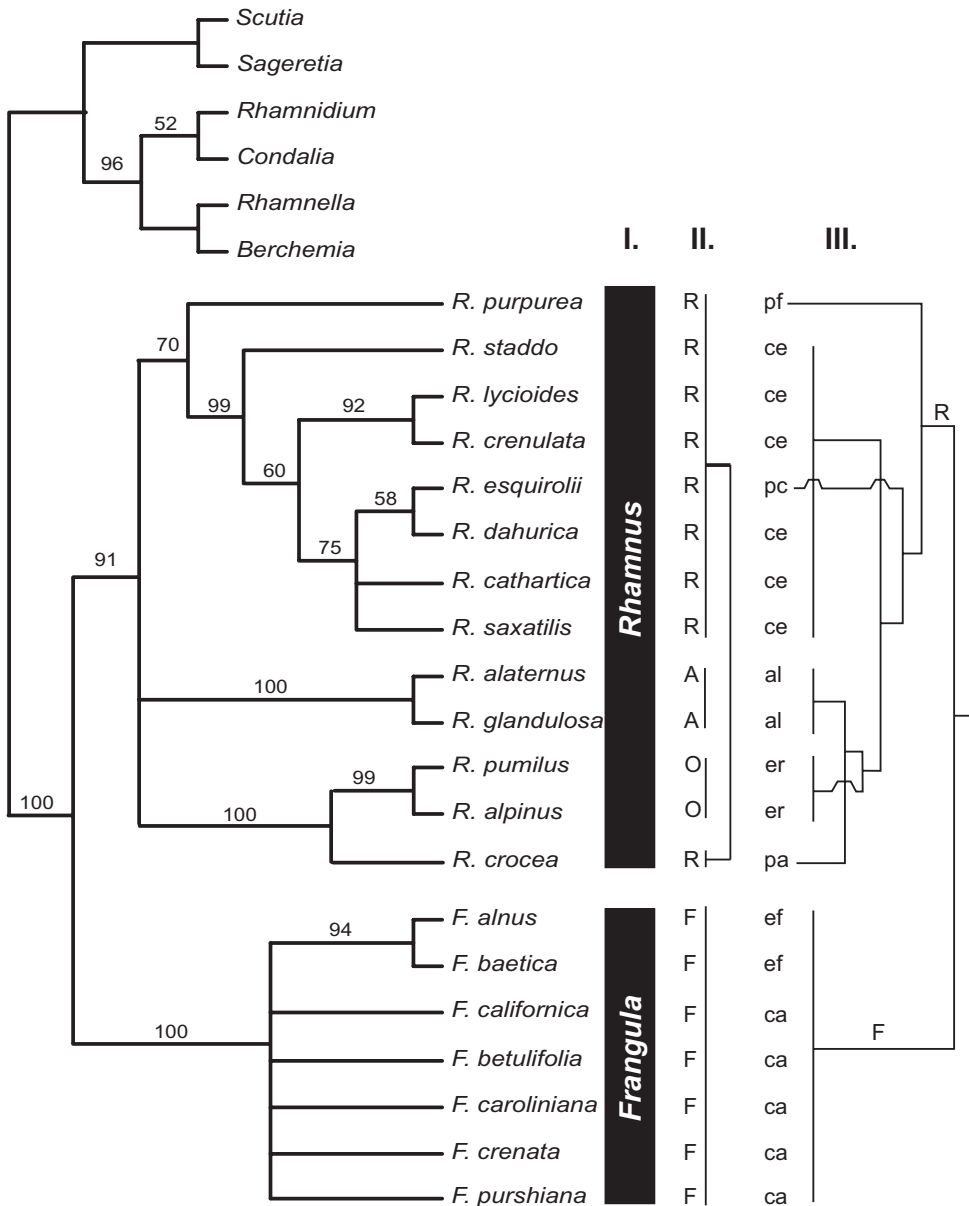 Scutia
Sageretia
52 Rhamnidium
96 Condalia
Rhamnella
Berchemia
I. II. III.
R. purpurea R pf
70 R. staddo R ce
99 92 R. lycioides R ce R
R. crenulata R ce
60 58 R. esquirolii R pc
75 R. dahurica R ce
91 R. cathartica R ce
R. saxatilis R ce
Rhamnus
100 R. alaternus A al
R. glandulosa A al
99 R. pumilus O er
100 100 R. alpinus O er
R. crocea R pa
94 F. alnus F ef
F. baetica F ef
100 F. californica F ca
F
F. betulifolia F ca
Frangula
F. caroliniana F ca
F. crenata F ca
F. purshiana F ca